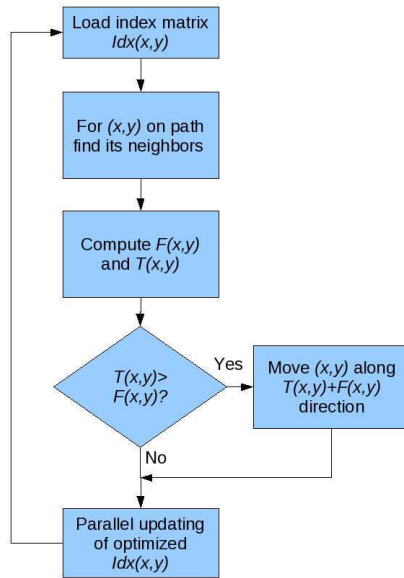 Load index matrix
Idx(x,y)
For (x,y) on path
find its neighbors
Compute F(x,y)
and T(x,y)
T(x,y)>
F(x,y)?
Yes
Move (x,y) along
T(x,y)+F(x,y)
direction
No
Parallel updating
of optimized
Idx(x,y)